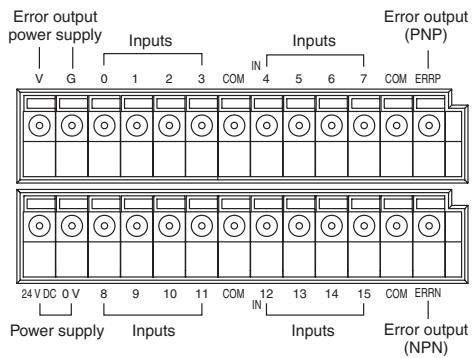 Error output
power supply
Inputs
Inputs
Error output
(PNP)
V G 0 1 2 3 COM IN 4 5 6 7 COM ERRP
24 V DC 0 V 8 9 10 11 COM IN 12 13 14 15 COM ERRN
Power supply
Inputs
Inputs
Error output
(NPN)